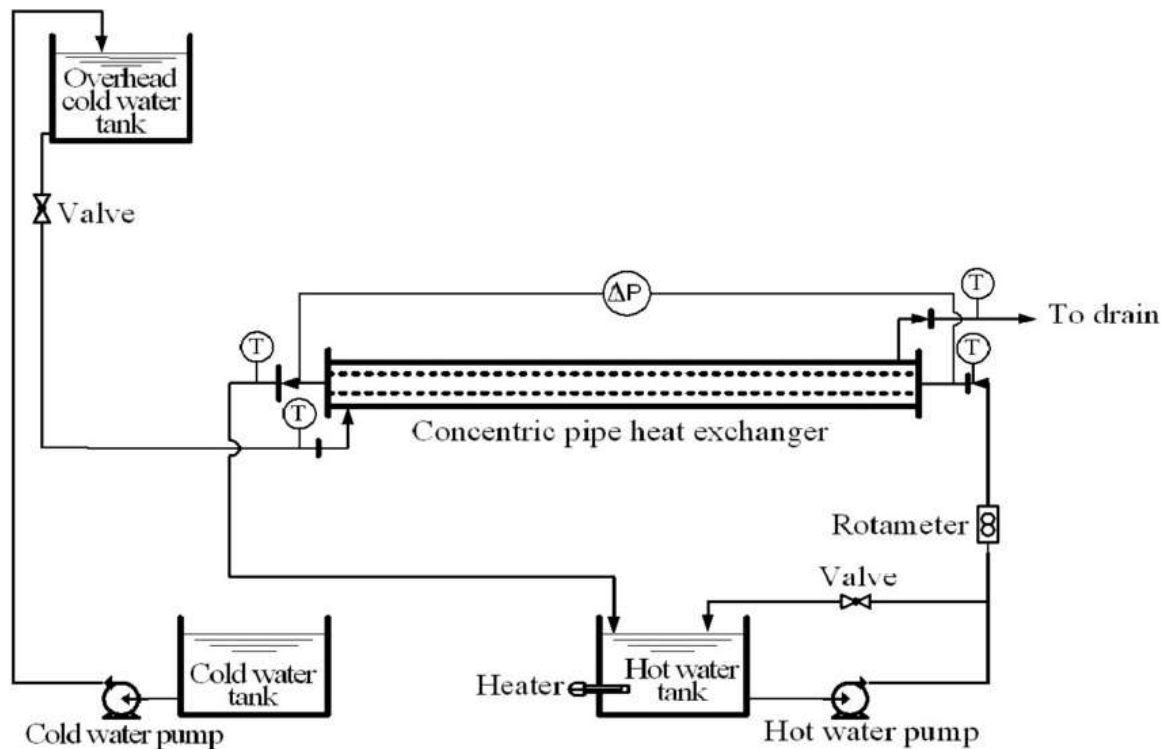 Overhead
cold water
tank
Valve
ΔP
T
To drain
T
T
T
Concentric pipe heat exchanger
Rotameter
Valve
Cold water
tank
Heater
Hot water
tank
Cold water pump
Hot water pump